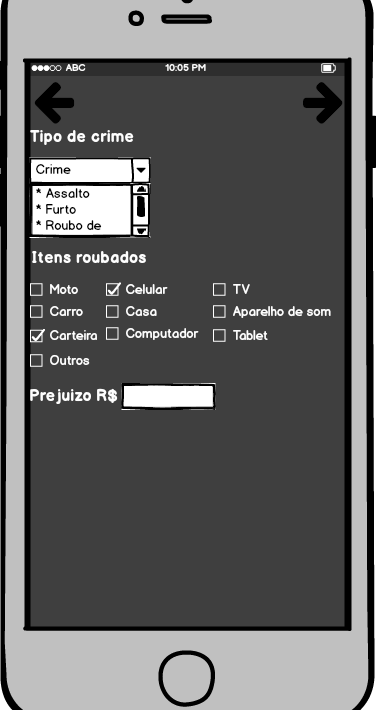 ABC 10:05 PM
Tipo de crime
Crime
* Assalto
* Furto
* Roubo de
Itens roubados
Moto Celular TV
Carro Casa Aparelho de som
Carteira Computador Tablet
Outros
Prejuizo R$